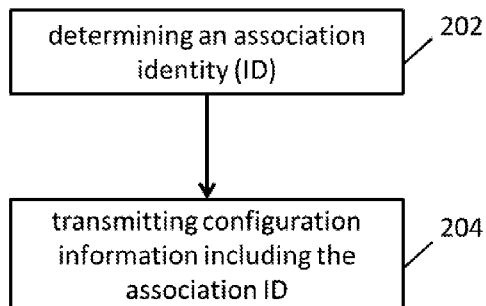 determining an association
identity (ID)
202
transmitting configuration
information including the
association ID
204